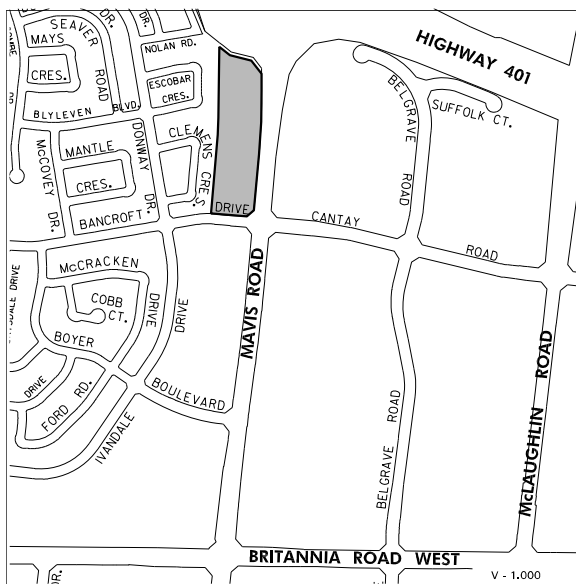 SEAVER
DR.
DR.
MAYS
ROAD
NOLAN RD.
HIGHWAY 401
CRES.
ESCOBAR
CRES.
BELGRAVE
ROAD
SUFFOLK CT.
BLYLEVEN
BLVD.
DONWAY
DR.
CLEMENS CRES.
McCOVEY
DR.
MANTLE
CRES.
BANCROFT
DRIVE
CANTAY
ROAD
McCRACKEN
DRIVE
DRIVE
DRIVE
MAVIS ROAD
COBB
CT.
BOYER
BOULEVARD
DRIVE
FORD RD.
IVANDALE
BELGRAVE
ROAD
McLAUGHLIN
ROAD
BRITANNIA ROAD WEST
DR.
V - 1.000